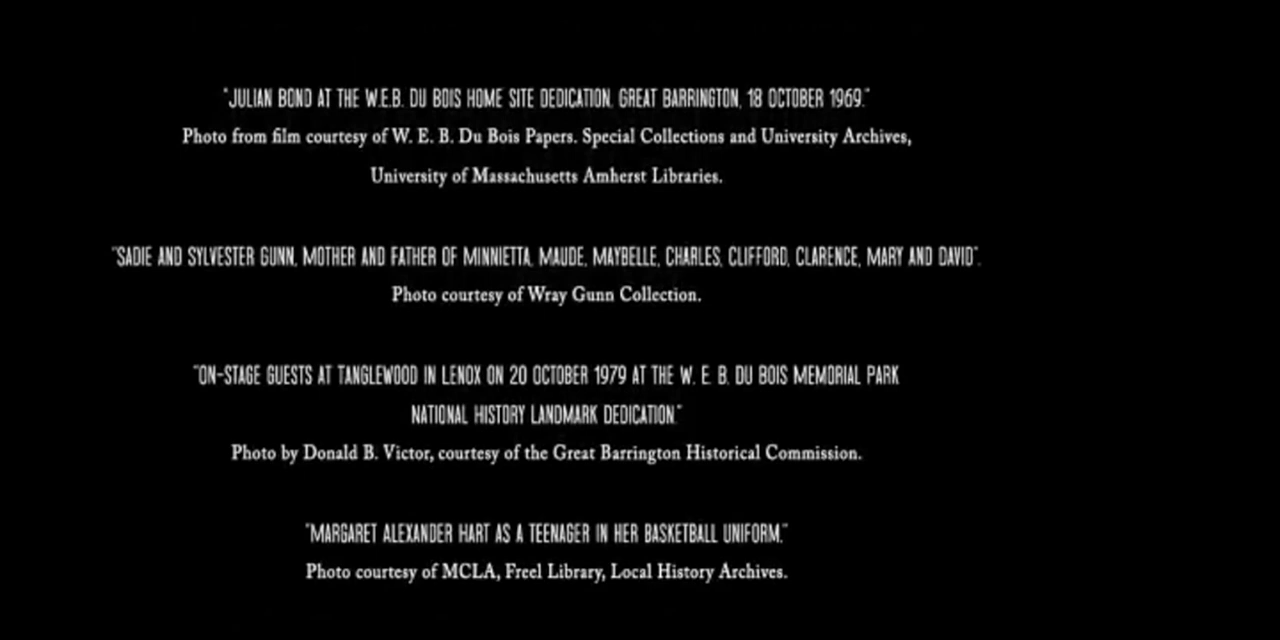 "JULIAN BOND AT THE W.E.B. DU BOIS HOME SITE DEDICATION, GREAT BARRINGTON, 18 OCTOBER 1969."
Photo from film courtesy of W. E. B. Du Bois Papers. Special Collections and University Archives,
University of Massachusetts Amherst Libraries.
"SADIE AND SYLVESTER GUNN, MOTHER AND FATHER OF MINNIETTA, MAUDE, MAYBELLE, CHARLES, CLIFFORD, CLARENCE, MARY AND DAVID".
Photo courtesy of Wray Gunn Collection.
"ON-STAGE GUESTS AT TANGLEWOOD IN LENOX ON 20 OCTOBER 1979 AT THE W. E. B. DU BOIS MEMORIAL PARK
NATIONAL HISTORY LANDMARK DEDICATION."
Photo by Donald B. Victor, courtesy of the Great Barrington Historical Commission.
"MARGARET ALEXANDER HART AS A TEENAGER IN HER BASKETBALL UNIFORM."
Photo courtesy of MCLA, Freel Library, Local History Archives.